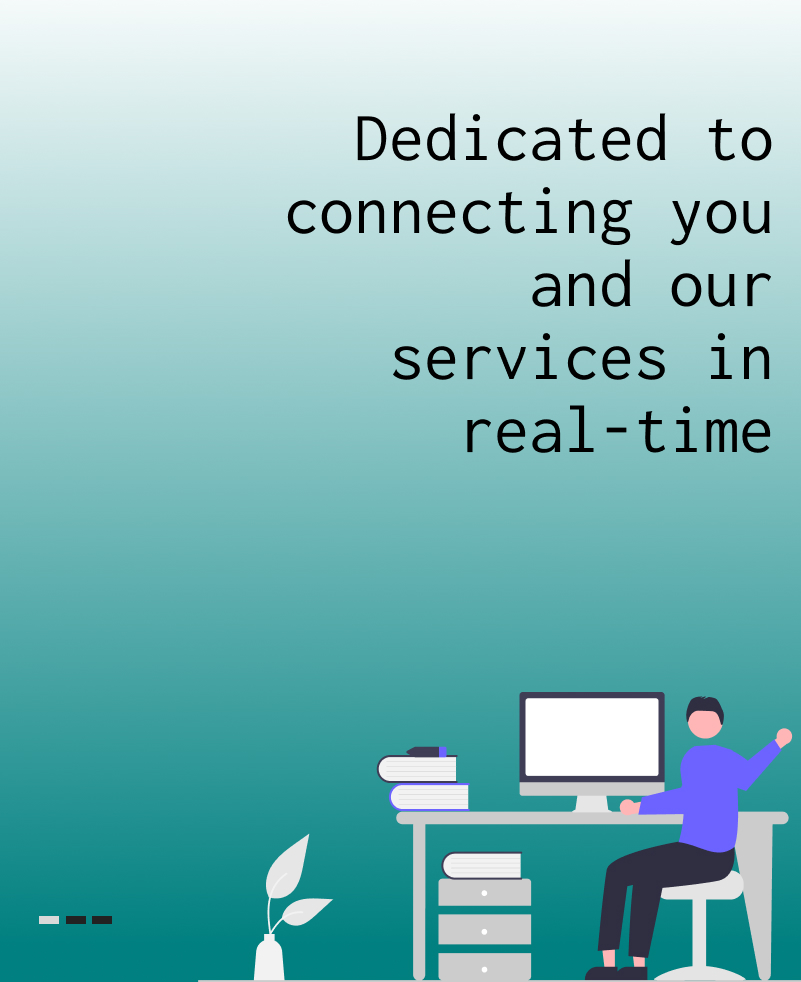 Dedicated to
connecting you
and our
services in
real-time